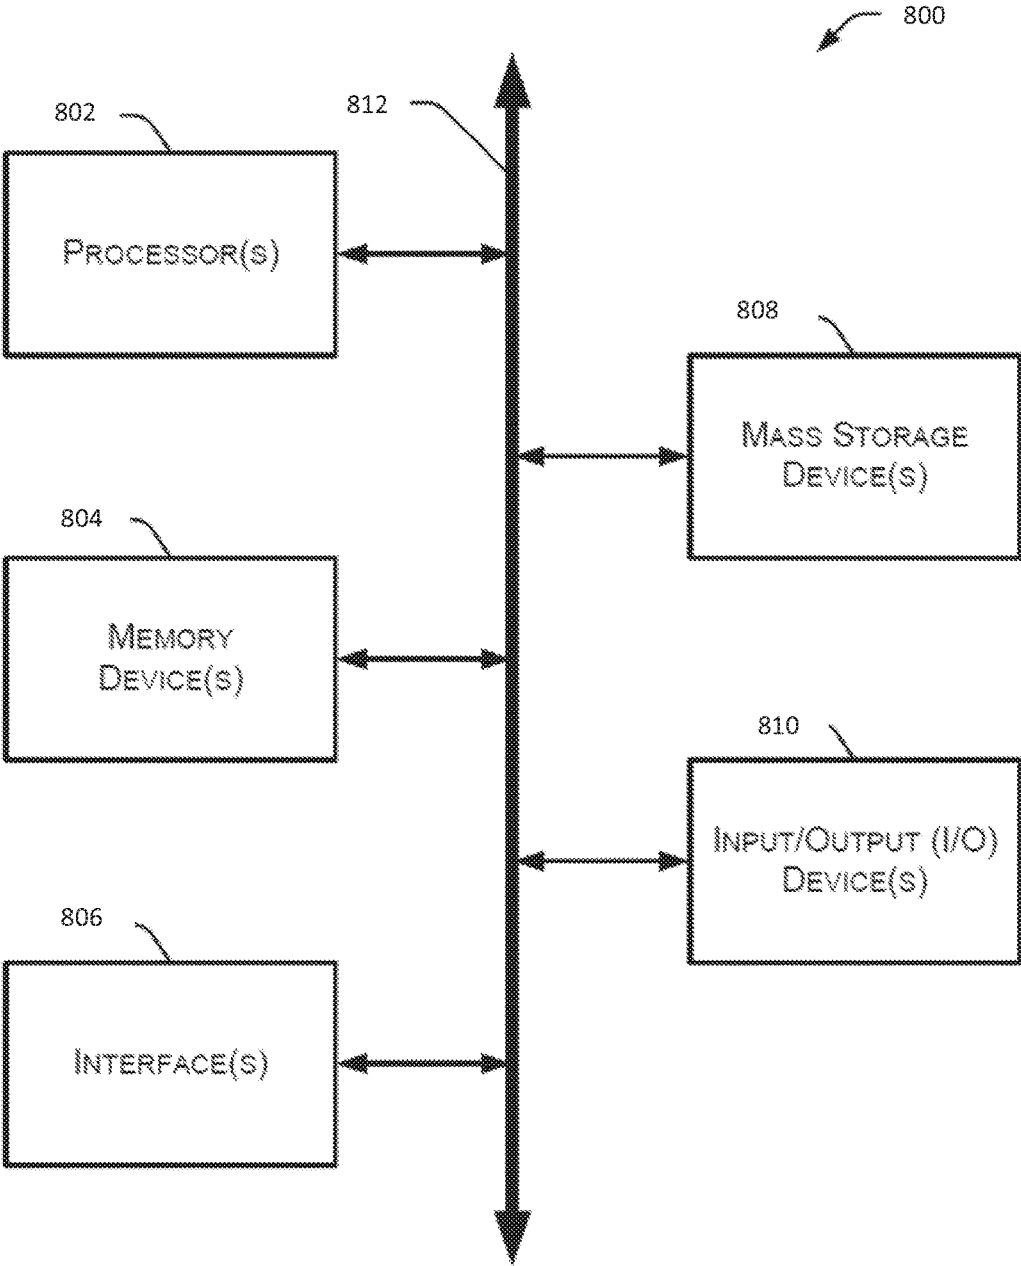 800
802
812
PROCESSOR(S)
808
MASS STORAGE
DEVICE(S)
804
MEMORY
DEVICE(S)
810
INPUT/OUTPUT (I/O)
DEVICE(S)
806
INTERFACE(S)